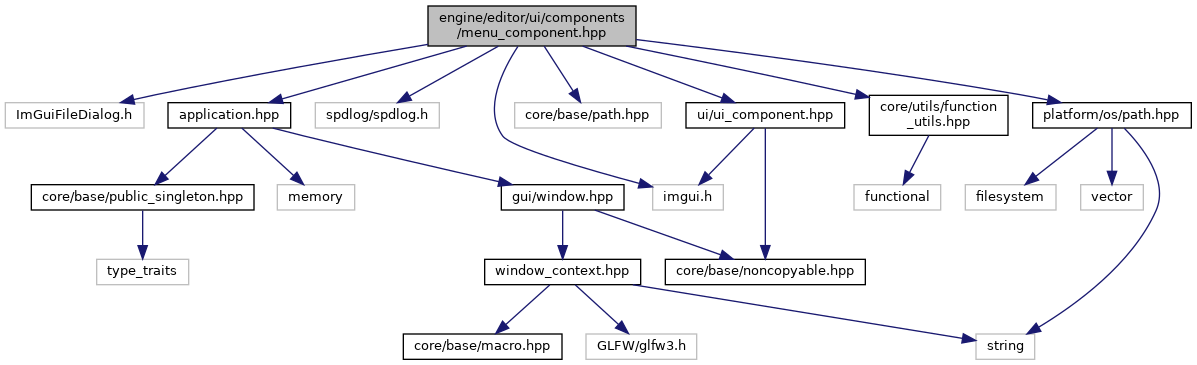 engine/editor/ui/components
/menu_component.hpp
ImGuiFileDialog.h
application.hpp
spdlog/spdlog.h
core/base/path.hpp
ui/ui_component.hpp
core/utils/function
_utils.hpp
platform/os/path.hpp
core/base/public_singleton.hpp
memory
gui/window.hpp
imgui.h
functional
filesystem
vector
type_traits
window_context.hpp
core/base/noncopyable.hpp
core/base/macro.hpp
GLFW/glfw3.h
string